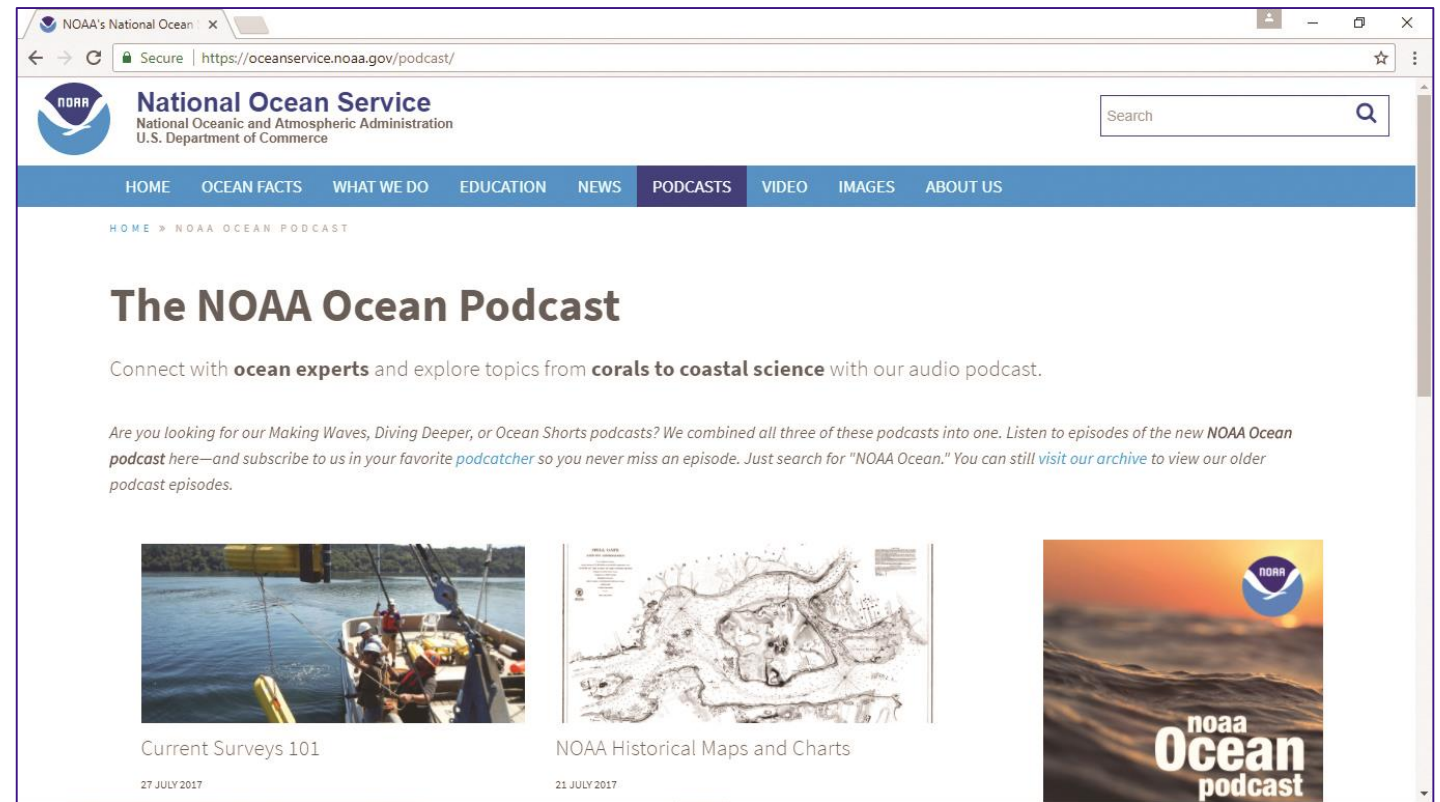 NOAA's National Ocean
Secure | https://oceanservice.noaa.gov/podcast/
NOAA
National Ocean Service
National Oceanic and Atmospheric Administration
U.S. Department of Commerce
Search
HOME OCEAN FACTS WHAT WE DO EDUCATION NEWS PODCASTS VIDEO IMAGES ABOUT US
HOME » NOAA OCEAN PODCAST
The NOAA Ocean Podcast
Connect with ocean experts and explore topics from corals to coastal science with our audio podcast.
Are you looking for our Making Waves, Diving Deeper, or Ocean Shorts podcasts? We combined all three of these podcasts into one. Listen to episodes of the new NOAA Ocean
podcast here—and subscribe to us in your favorite podcatcher so you never miss an episode. Just search for "NOAA Ocean." You can still visit our archive to view our older
podcast episodes.
Current Surveys 101
27 JULY 2017
NOAA Historical Maps and Charts
21 JULY 2017
NOAA
noaa
Ocean
podcast